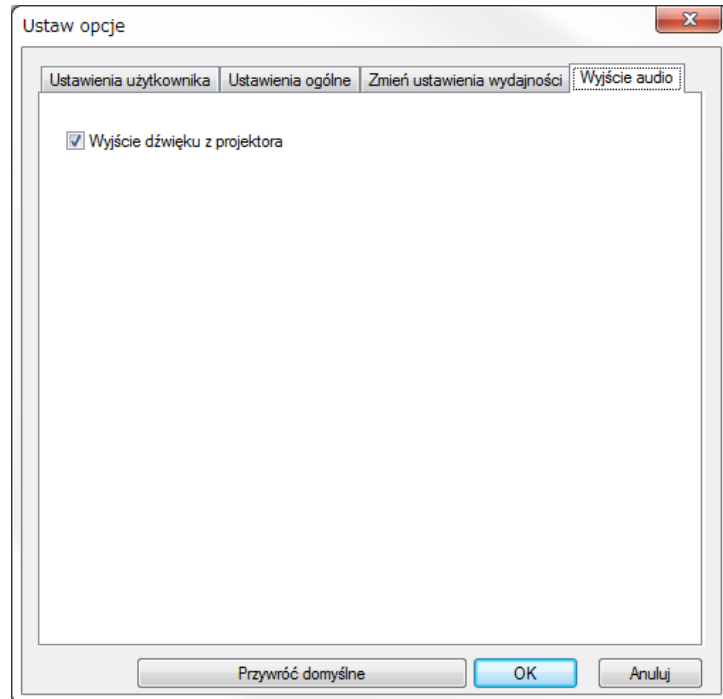 Ustaw opcje
Ustawienia użytkownika Ustawienia ogólne Zmień ustawienia wydajności Wyjście audio
Wyjście dźwięku z projektora
Przywróć domyślne OK Anuluj